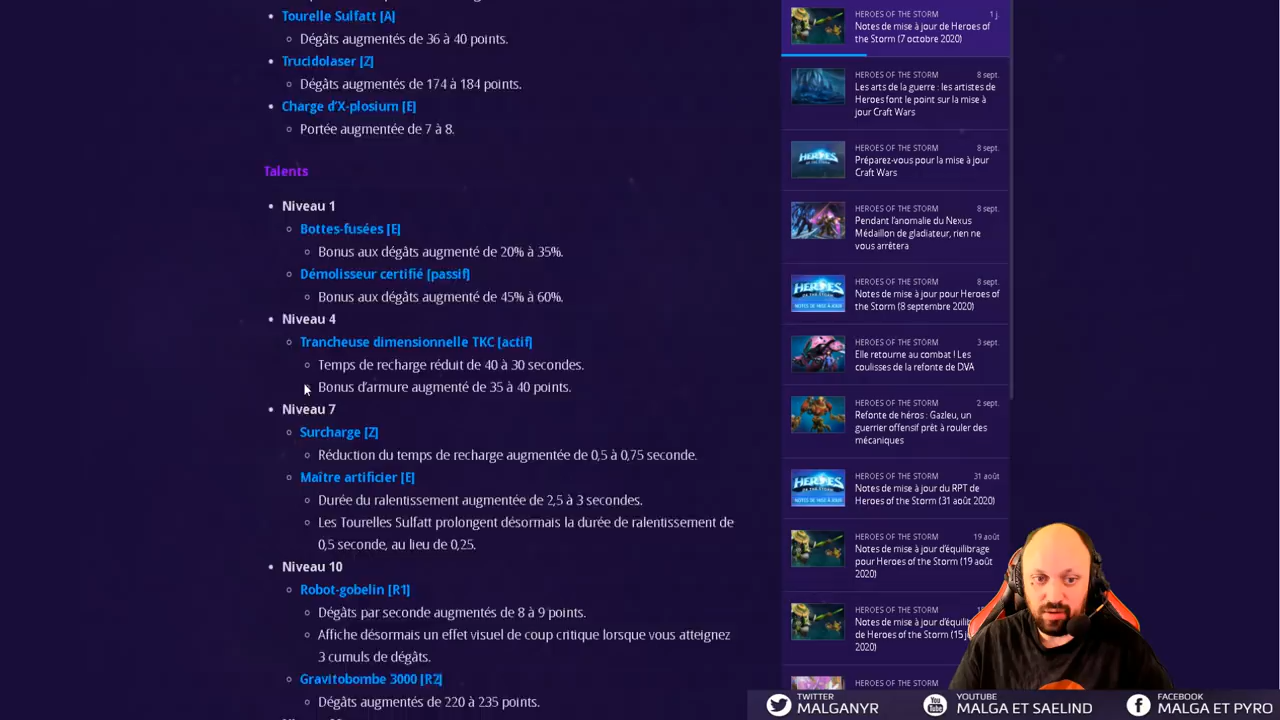 Tourelle Sulfatt [A]
Dégâts augmentés de 36 à 40 points.
Trucidolaser [Z]
Dégâts augmentés de 174 à 184 points.
Charge d'X-plosium [E]
Portée augmentée de 7 à 8.
Talents
Niveau 1
Bottes-fusées [E]
Bonus aux dégâts augmenté de 20% à 35%.
Démolisseur certifié [passif]
Bonus aux dégâts augmenté de 45% à 60%.
Niveau 4
Trancheuse dimensionnelle TKC [actif]
Temps de recharge réduit de 40 à 30 secondes.
Bonus d'armure augmenté de 35 à 40 points.
Niveau 7
Surcharge [Z]
Réduction du temps de recharge augmentée de 0,5 à 0,75 seconde.
Maître artificier [E]
Durée du ralentissement augmentée de 2,5 à 3 secondes.
Les Tourelles Sulfatt prolongent désormais la durée de ralentissement de
0,5 seconde, au lieu de 0,25.
Niveau 10
Robot-gobelin [R1]
Dégâts par seconde augmentés de 8 à 9 points.
Affiche désormais un effet visuel de coup critique lorsque vous atteignez
3 cumuls de dégâts.
Gravitobombe 3000 [R2]
Dégâts augmentés de 220 à 235 points.
HEROES OF THE STORM 1 j.
Notes de mise à jour de Heroes of
the Storm (7 octobre 2020)
HEROES OF THE STORM 8 sept.
Les arts de la guerre : les artistes
de Heroes font le point sur la mise à
jour Craft Wars
HEROES OF THE STORM 8 sept.
Préparez-vous pour la mise à jour
Craft Wars
HEROES OF THE STORM 8 sept.
Pendant l'anomalie du Nexus
Médaillon de gladiateur, rien ne
vous arrêtera
HEROES OF THE STORM 8 sept.
Notes de mise à jour pour Heroes of
the Storm (8 septembre 2020)
HEROES OF THE STORM 3 sept.
Elle retourne au combat ! Les
coulisses de la refonte de D.VA
HEROES OF THE STORM 2 sept.
Refonte de héros : Gazleu, un
guerrier offensif prêt à rouler des
mécaniques
HEROES OF THE STORM 31 août
Notes de mise à jour du RPT de
Heroes of the Storm (31 août 2020)
HEROES OF THE STORM 19 août
Notes de mise à jour d'équilibrage
pour Heroes of the Storm (19 août
2020)
HEROES OF THE STORM
Notes de mise à jour
de Heroes of the Storm (15
2020)
HEROES OF THE STORM
TWITTER
MALGANYR
YOUTUBE
MALGA ET SAELIND
FACEBOOK
MALGA ET PYRO